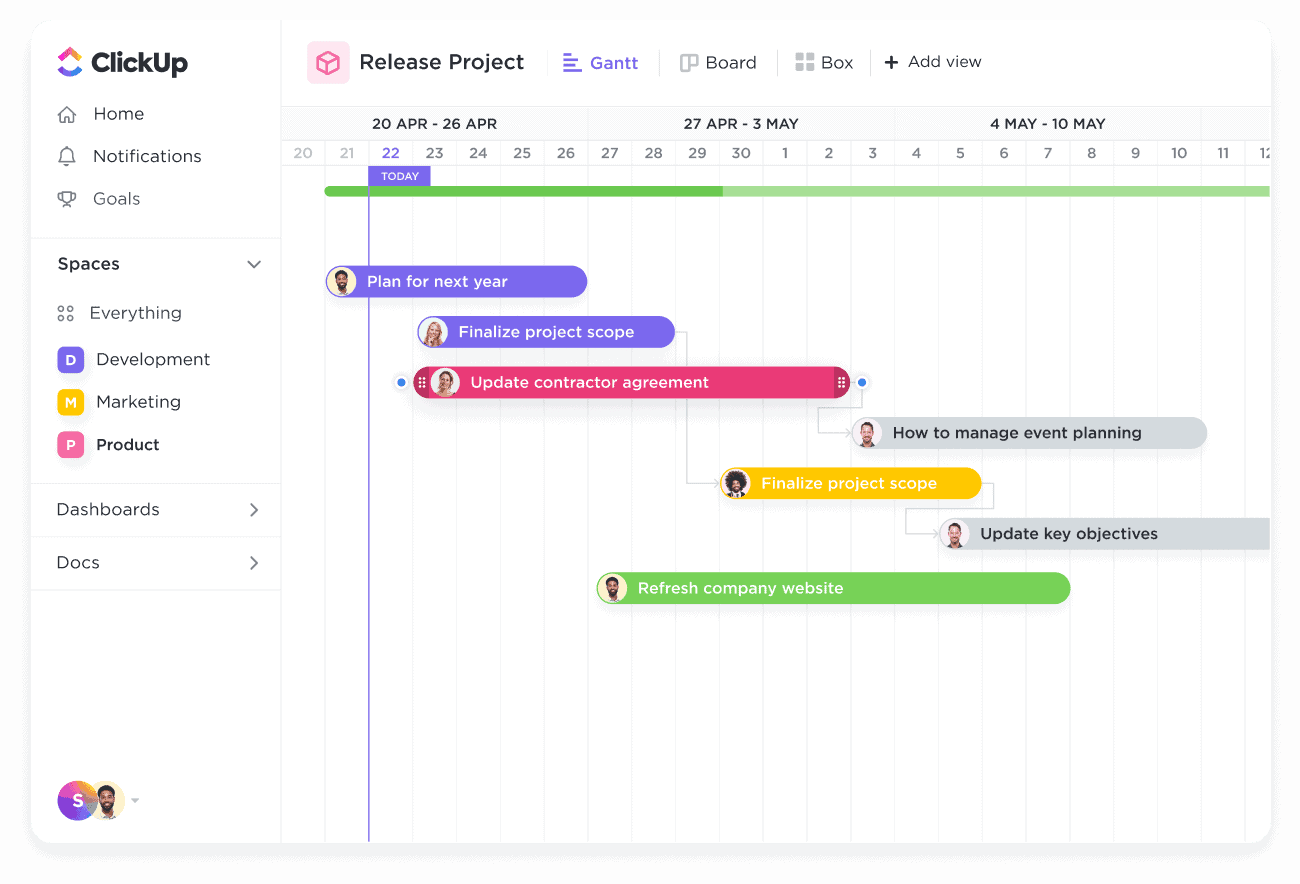 ClickUp
Home
Notifications
Goals
Spaces
Everything
D Development
M Marketing
P Product
Dashboards
Docs
S
Release Project Gantt Board Box + Add view
20 APR - 26 APR 27 APR - 3 MAY 4 MAY - 10 MAY
20 21 22 23 24 25 26 27 28 29 30 1 2 3 4 5 6 7 8 9 10 11 12
TODAY
Plan for next year
Finalize project scope
Update contractor agreement
How to manage event planning
Finalize project scope
Update key objectives
Refresh company website